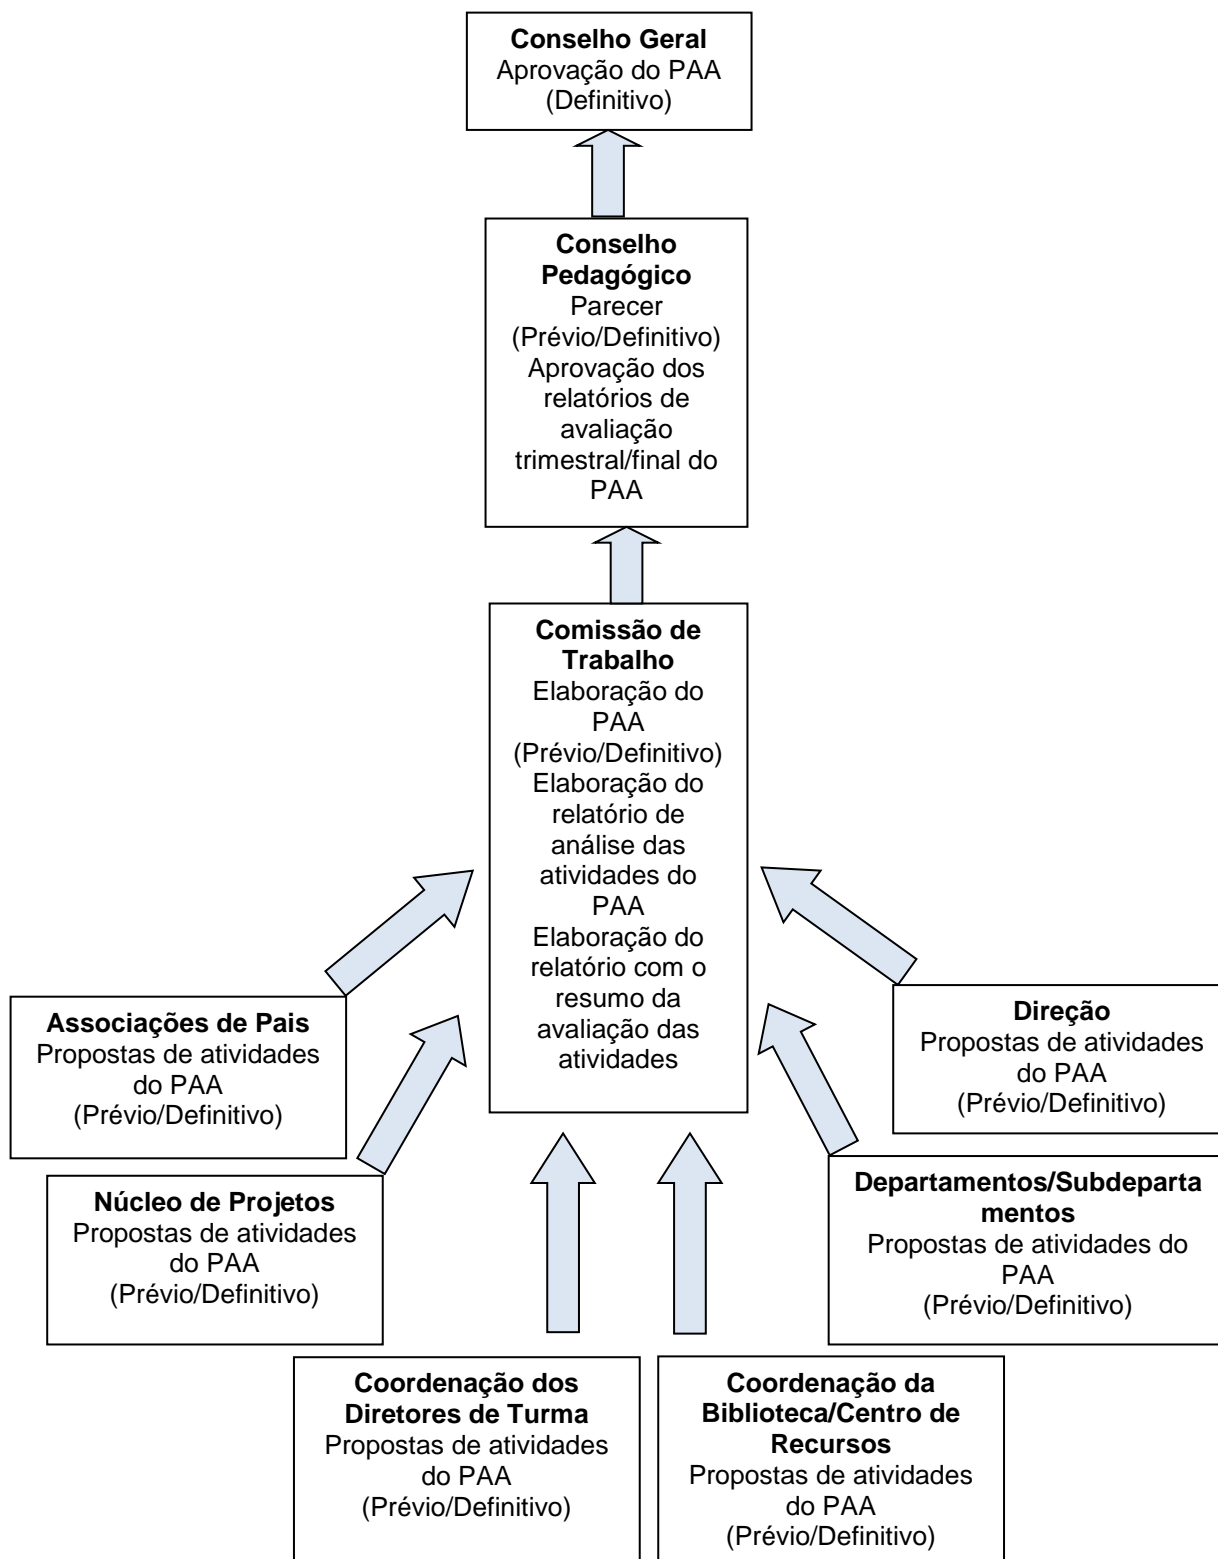 Conselho Geral
Aprovação do PAA
(Definitivo)
Conselho
Pedagógico
Parecer
(Prévio/Definitivo)
Aprovação dos
relatórios de
avaliação
trimestral/final do
PAA
Comissão de
Trabalho
Elaboração do
PAA
(Prévio/Definitivo)
Elaboração do
relatório de
análise das
atividades do
PAA
Elaboração do
relatório com o
resumo da
avaliação das
atividades
Associações de Pais
Propostas de atividades
do PAA
(Prévio/Definitivo)
Direção
Propostas de atividades
do PAA
(Prévio/Definitivo)
Núcleo de Projetos
Propostas de atividades
do PAA
(Prévio/Definitivo)
Departamentos/Subdeparta
mentos
Propostas de atividades do
PAA
(Prévio/Definitivo)
Coordenação dos
Diretores de Turma
Propostas de atividades
do PAA
(Prévio/Definitivo)
Coordenação da
Biblioteca/Centro de
Recursos
Propostas de atividades
do PAA
(Prévio/Definitivo)